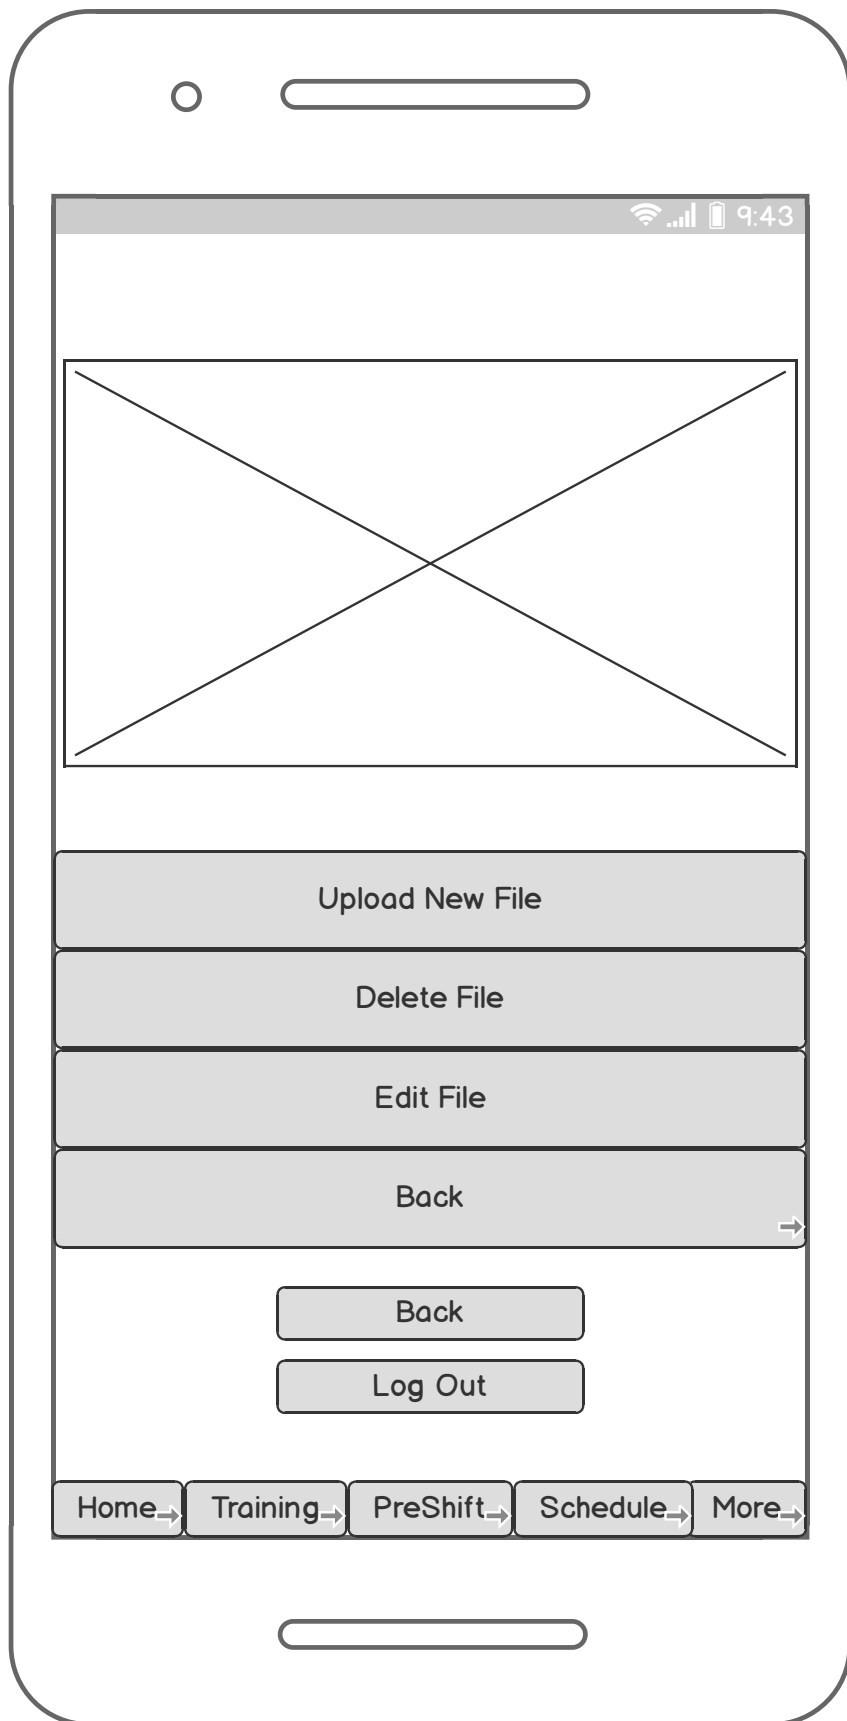 9:43
Upload New File
Delete File
Edit File
Back
Back
Log Out
Home Training PreShift Schedule More